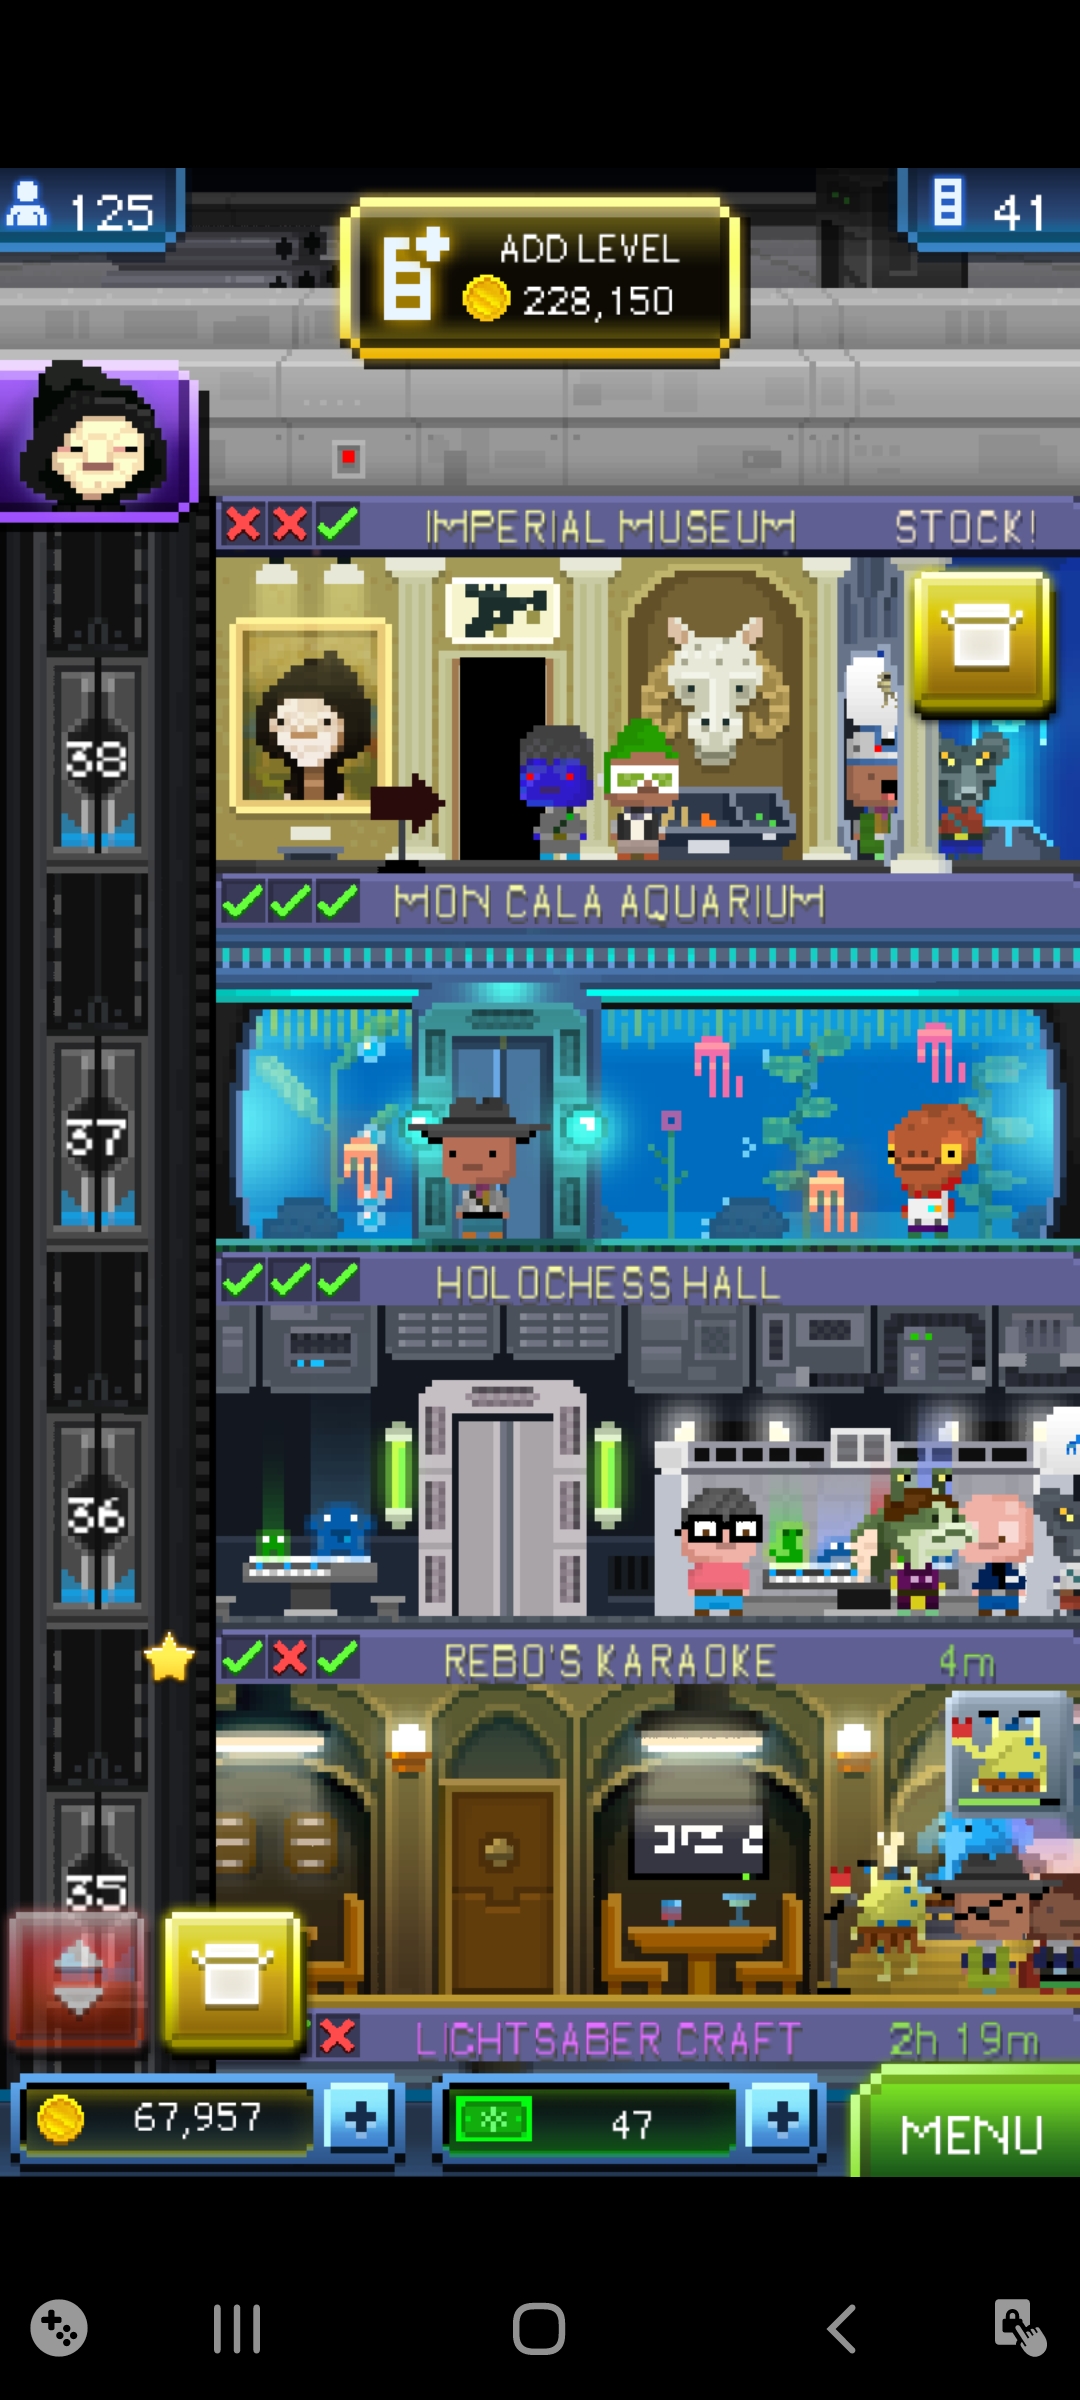 125
ADD LEVEL
228,150
41
IMPERIAL MUSEUM STOCK!
38
MON CALA AQUARIUM
37
HOLOCHESS HALL
36
REBO'S KARAOKE 4m
35
LIGHTSABER CRAFT 2h 19m
67,957
47
MENU